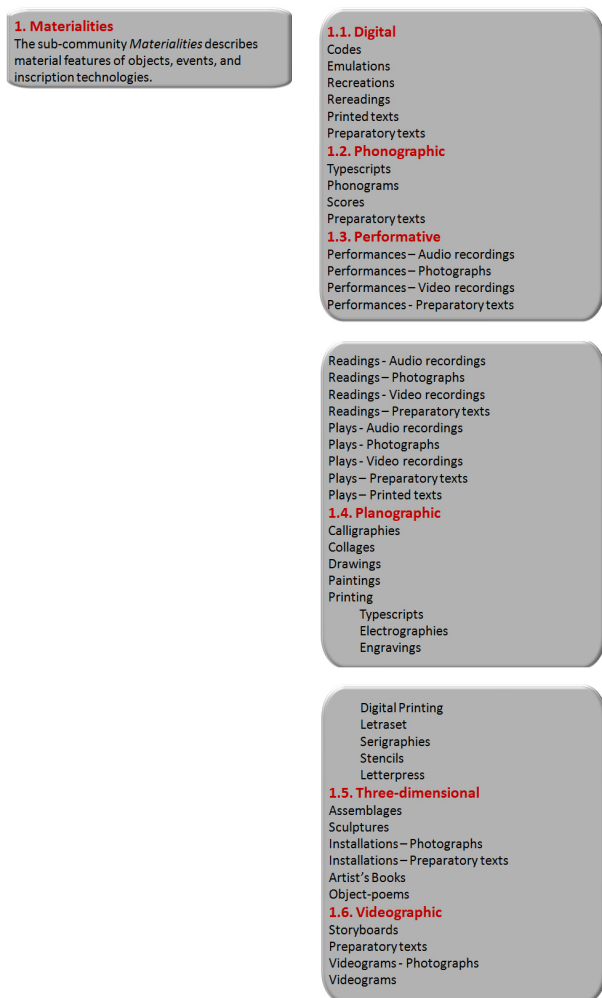 1. Materialities
The sub-community Materialities describes
material features of objects, events, and
inscription technologies.
1.1. Digital
Codes
Emulations
Recreations
Rereadings
Printed texts
Preparatory texts
1.2. Phonographic
Typescripts
Phonograms
Scores
Preparatory texts
1.3. Performative
Performances – Audio recordings
Performances – Photographs
Performances – Video recordings
Performances - Preparatory texts
Readings - Audio recordings
Readings – Photographs
Readings - Video recordings
Readings – Preparatory texts
Plays - Audio recordings
Plays - Photographs
Plays - Video recordings
Plays – Preparatory texts
Plays – Printed texts
1.4. Planographic
Calligraphies
Collages
Drawings
Paintings
Printing
Typescripts
Electrographies
Engravings
Digital Printing
Letraset
Serigraphies
Stencils
Letterpress
1.5. Three-dimensional
Assemblages
Sculptures
Installations – Photographs
Installations – Preparatory texts
Artist's Books
Object-poems
1.6. Videographic
Storyboards
Preparatory texts
Videograms - Photographs
Videograms